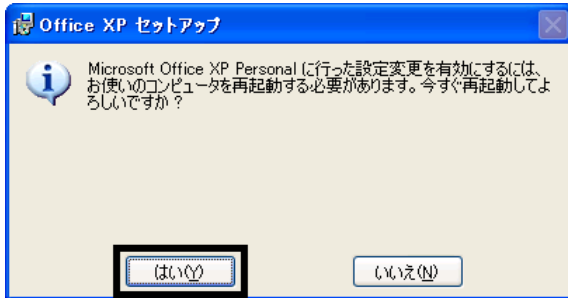 Office XP セットアップ
Microsoft Office XP Personal に行った設定変更を有効にするには、
お使いのコンピュータを再起動する必要があります。今すぐ再起動してよ
ろしいですか?
はい(Y)
いいえ(N)